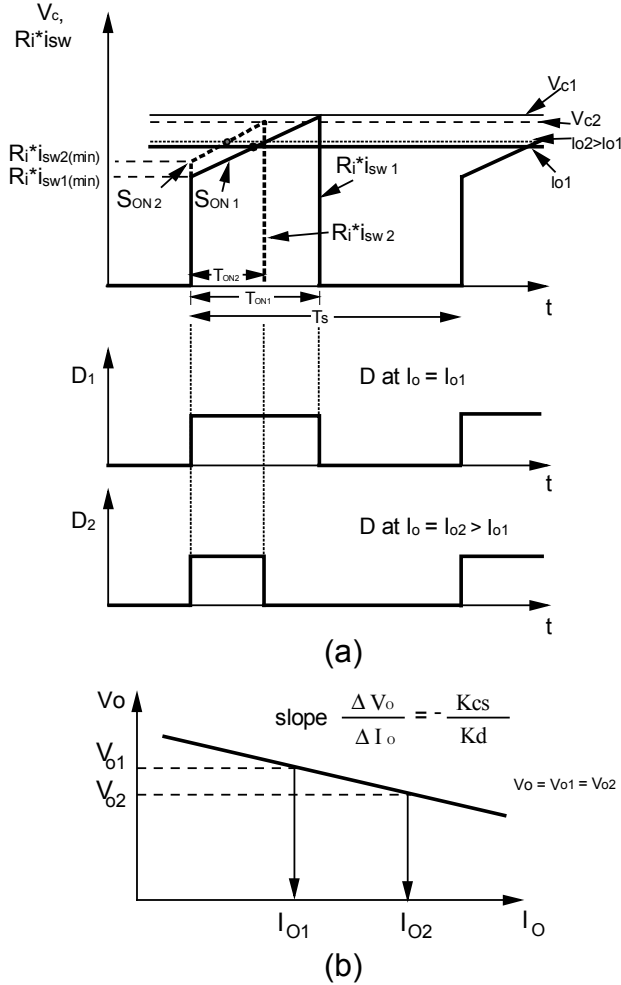 Vc,
Ri*isw
Vc1
Vc2
Io2>Io1
Io1
Ri*isw2(min)
Ri*isw1(min)
SON 2
SON 1
Ri*isw 1
Ri*isw 2
TON2
TON1
Ts
t
D1
D at Io = Io1
t
D2
D at Io = Io2 > Io1
t
(a)
Vo
slope ΔVo / ΔIo = - Kcs / Kd
Vo1
Vo2
Vo = Vo1 = Vo2
IO1
IO2
IO
(b)